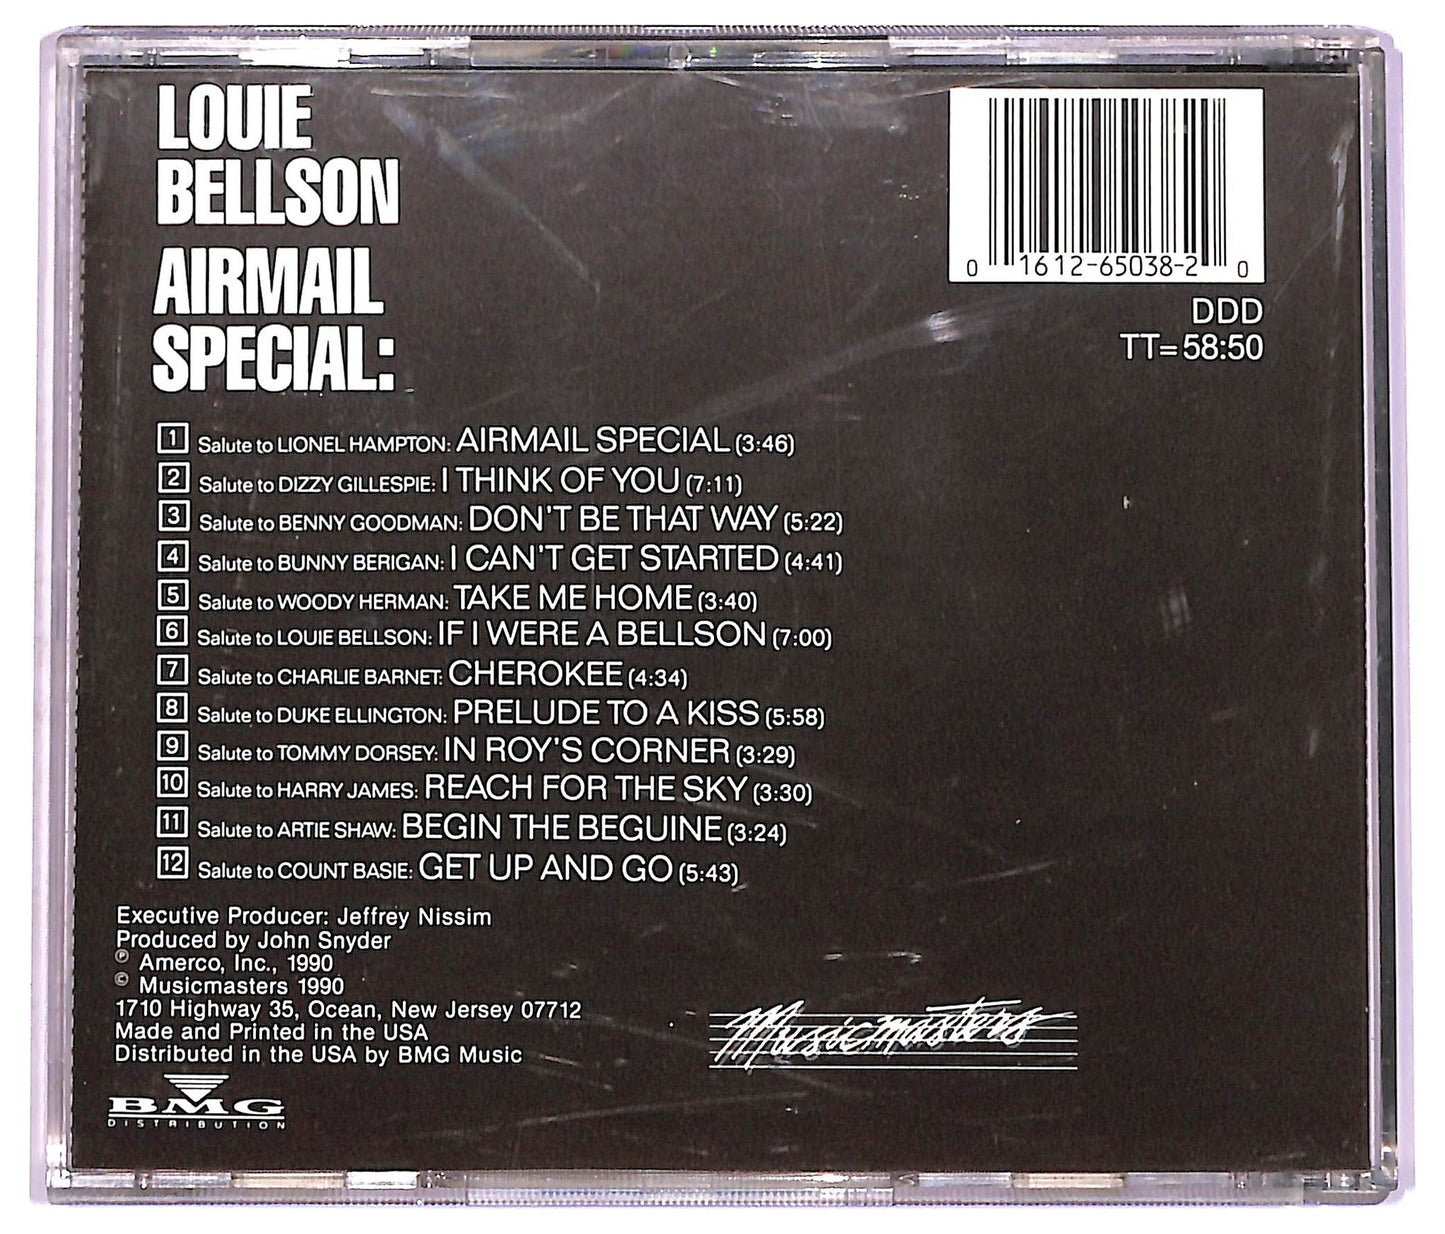 LOUIE
BELLSON
AIRMAIL
SPECIAL:
0 1612-65038-2 0
DDD
TT=58:50
1 Salute to LIONEL HAMPTON: AIRMAIL SPECIAL (3:46)
2 Salute to DIZZY GILLESPIE: I THINK OF YOU (7:11)
3 Salute to BENNY GOODMAN: DON'T BE THAT WAY (5:22)
4 Salute to BUNNY BERIGAN: I CAN'T GET STARTED (4:41)
5 Salute to WOODY HERMAN: TAKE ME HOME (3:40)
6 Salute to LOUIE BELLSON: IF I WERE A BELLSON (7:00)
7 Salute to CHARLIE BARNET: CHEROKEE (4:34)
8 Salute to DUKE ELLINGTON: PRELUDE TO A KISS (5:58)
9 Salute to TOMMY DORSEY: IN ROY'S CORNER (3:29)
10 Salute to HARRY JAMES: REACH FOR THE SKY (3:30)
11 Salute to ARTIE SHAW: BEGIN THE BEGUINE (3:24)
12 Salute to COUNT BASIE: GET UP AND GO (5:43)
Executive Producer: Jeffrey Nissim
Produced by John Snyder
℗ Amerco, Inc., 1990
© Musicmasters 1990
1710 Highway 35, Ocean, New Jersey 07712
Made and Printed in the USA
Distributed in the USA by BMG Music
Musicmasters
BMG
DISTRIBUTION